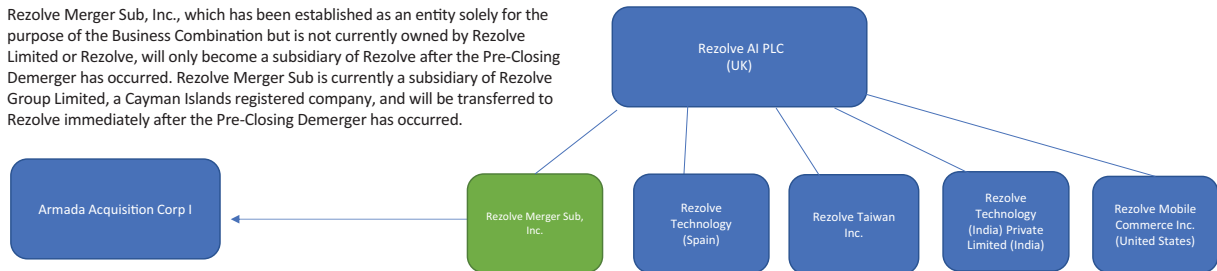 Rezolve Merger Sub, Inc., which has been established as an entity solely for the
purpose of the Business Combination but is not currently owned by Rezolve
Limited or Rezolve, will only become a subsidiary of Rezolve after the Pre-Closing
Demerger has occurred. Rezolve Merger Sub is currently a subsidiary of Rezolve
Group Limited, a Cayman Islands registered company, and will be transferred to
Rezolve immediately after the Pre-Closing Demerger has occurred.
Rezolve AI PLC
(UK)
Armada Acquisition Corp I
Rezolve Merger Sub,
Inc.
Rezolve
Technology
(Spain)
Rezolve Taiwan
Inc.
Rezolve
Technology
(India) Private
Limited (India)
Rezolve Mobile
Commerce Inc.
(United States)